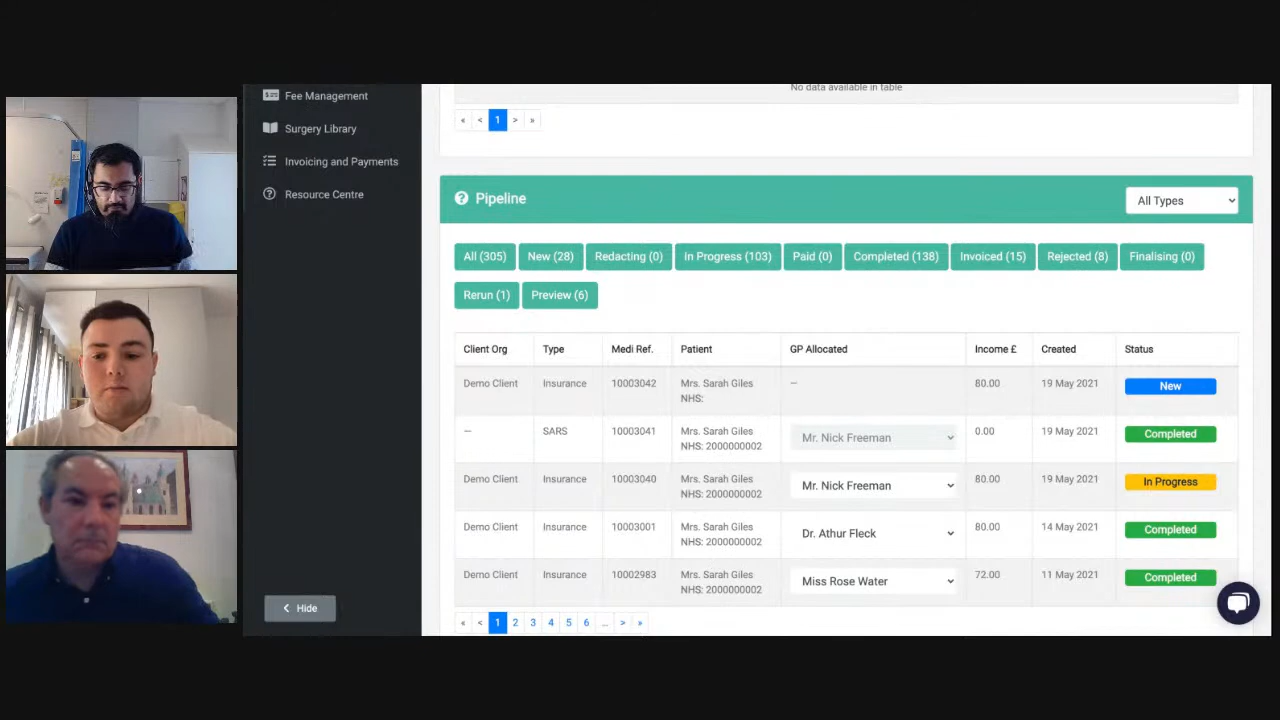 Fee Management
Surgery Library
Invoicing and Payments
Resource Centre
Hide
No data available in table
« < 1 > »
Pipeline
All Types
All (305) New (28) Redacting (0) In Progress (103) Paid (0) Completed (138) Invoiced (15) Rejected (8) Finalising (0)
Rerun (1) Preview (6)
Client Org Type Medi Ref. Patient GP Allocated Income £ Created Status
Demo Client Insurance 10003042 Mrs. Sarah Giles -- 80.00 19 May 2021 New
NHS:
-- SARS 10003041 Mrs. Sarah Giles Mr. Nick Freeman 0.00 19 May 2021 Completed
NHS: 2000000002
Demo Client Insurance 10003040 Mrs. Sarah Giles Mr. Nick Freeman 80.00 19 May 2021 In Progress
NHS: 2000000002
Demo Client Insurance 10003001 Mrs. Sarah Giles Dr. Athur Fleck 80.00 14 May 2021 Completed
NHS: 2000000002
Demo Client Insurance 10002983 Mrs. Sarah Giles Miss Rose Water 72.00 11 May 2021 Completed
NHS: 2000000002
« < 1 2 3 4 5 6 ... > »